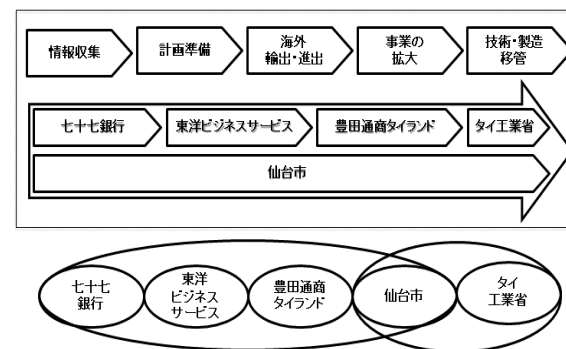 情報収集
計画準備
海外
輸出・進出
事業の
拡大
技術・製造
移管
七十七銀行
東洋ビジネスサービス
豊田通商タイランド
タイ工業省
仙台市
七十七
銀行
東洋
ビジネス
サービス
豊田通商
タイランド
仙台市
タイ
工業省